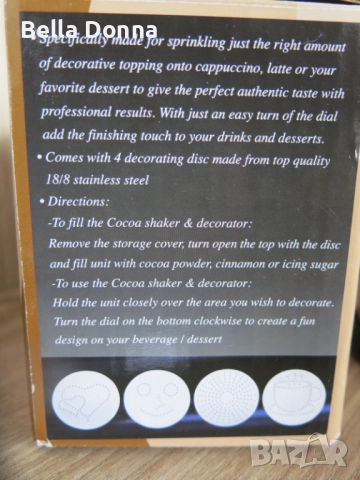 Bella Donna
Specifically made for sprinkling just the right amount
of decorative topping onto cappuccino, latte or your
favorite dessert to give the perfect authentic taste with
professional results. With just an easy turn of the dial
add the finishing touch to your drinks and desserts.
• Comes with 4 decorating disc made from top quality
18/8 stainless steel
• Directions:
-To fill the Cocoa shaker & decorator:
Remove the storage cover, turn open the top with the disc
and fill unit with cocoa powder, cinnamon or icing sugar
-To use the Cocoa shaker & decorator:
Hold the unit closely over the area you wish to decorate.
Turn the dial on the bottom clockwise to create a fun
design on your beverage / dessert
BAZAR
bg